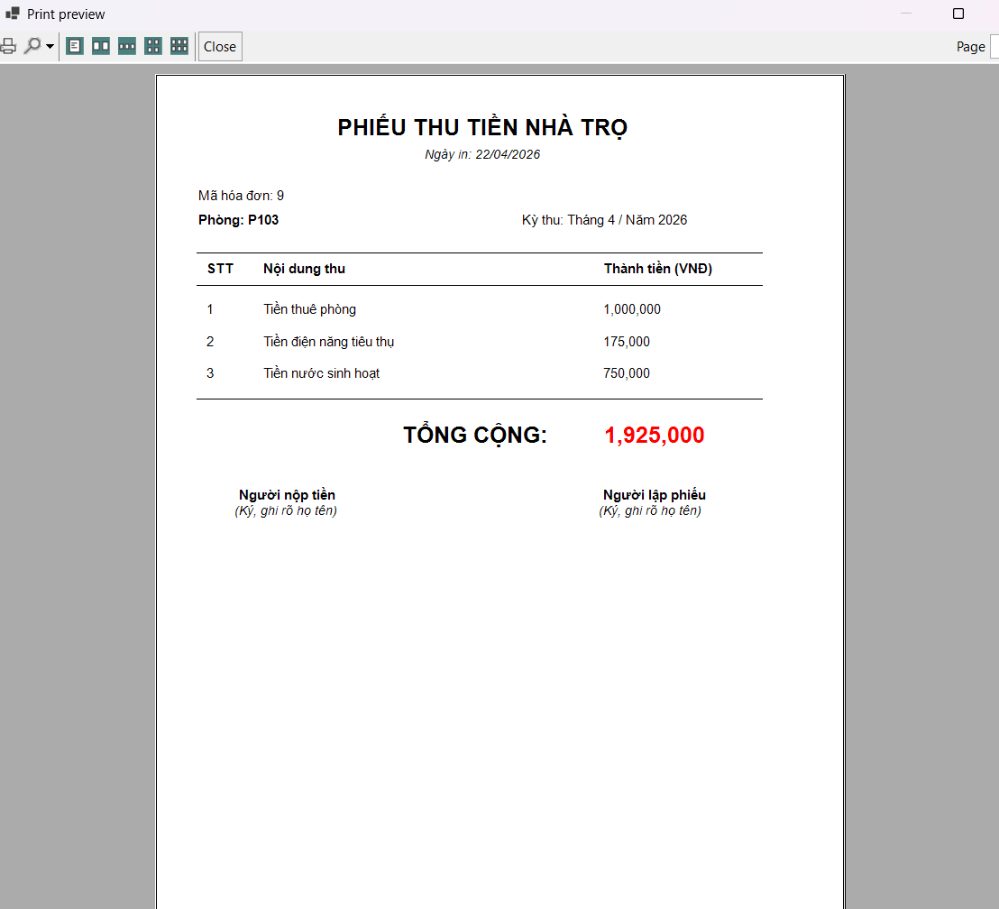 Print preview
Close
Page
PHIẾU THU TIỀN NHÀ TRỌ
Ngày in: 22/04/2026
Mã hóa đơn: 9
Phòng: P103 Kỳ thu: Tháng 4 / Năm 2026
STT Nội dung thu Thành tiền (VNĐ)
1 Tiền thuê phòng 1,000,000
2 Tiền điện năng tiêu thụ 175,000
3 Tiền nước sinh hoạt 750,000
TỔNG CỘNG: 1,925,000
Người nộp tiền Người lập phiếu
(Ký, ghi rõ họ tên) (Ký, ghi rõ họ tên)